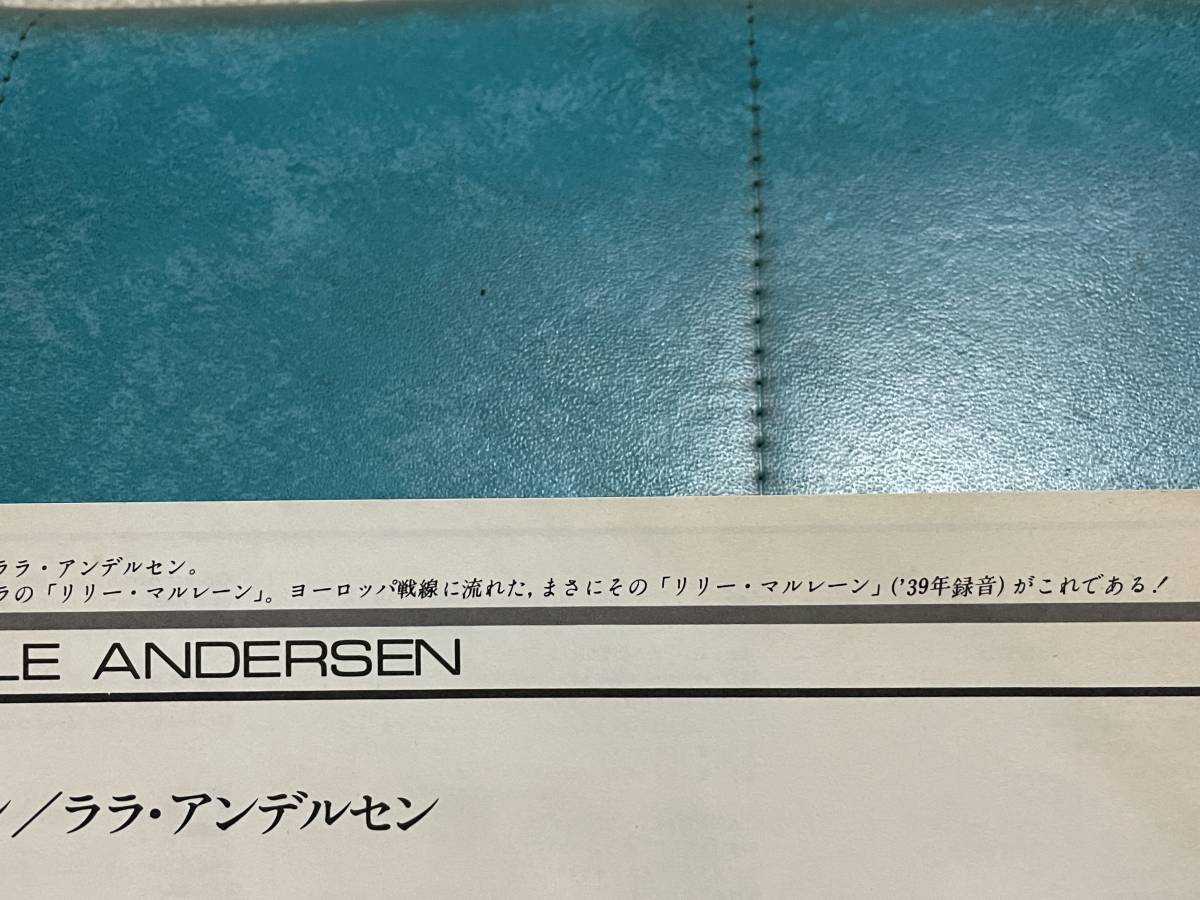 ララ・アンデルセン。
ラの「リリー・マルレーン」。ヨーロッパ戦線に流れた,まさにその「リリー・マルレーン」('39年録音)がこれである!
LE ANDERSEN
ン/ララ・アンデルセン